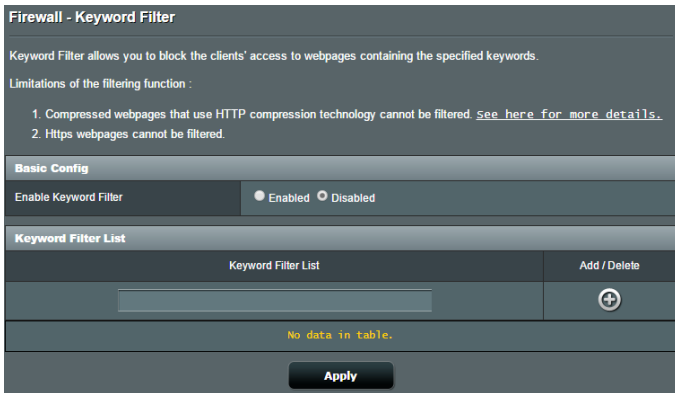 Firewall - Keyword Filter
Keyword Filter allows you to block the clients' access to webpages containing the specified keywords.
Limitations of the filtering function :
1. Compressed webpages that use HTTP compression technology cannot be filtered. See here for more details.
2. Https webpages cannot be filtered.
Basic Config
Enable Keyword Filter Enabled Disabled
Keyword Filter List
Keyword Filter List Add / Delete
No data in table.
Apply